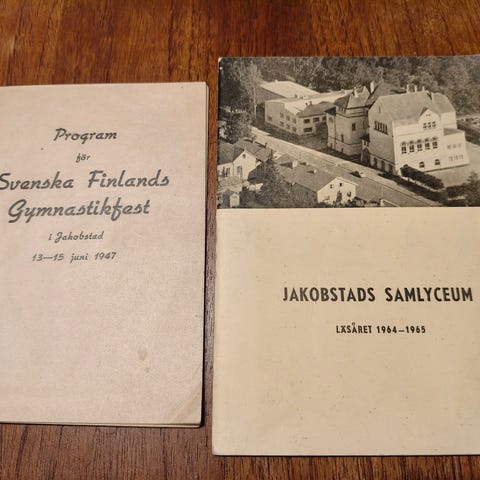 Program
för
Svenska Finlands
Gymnastikfest
i Jakobstad
13—15 juni 1947
JAKOBSTADS SAMLYCEUM
LÄSÅRET 1964–1965